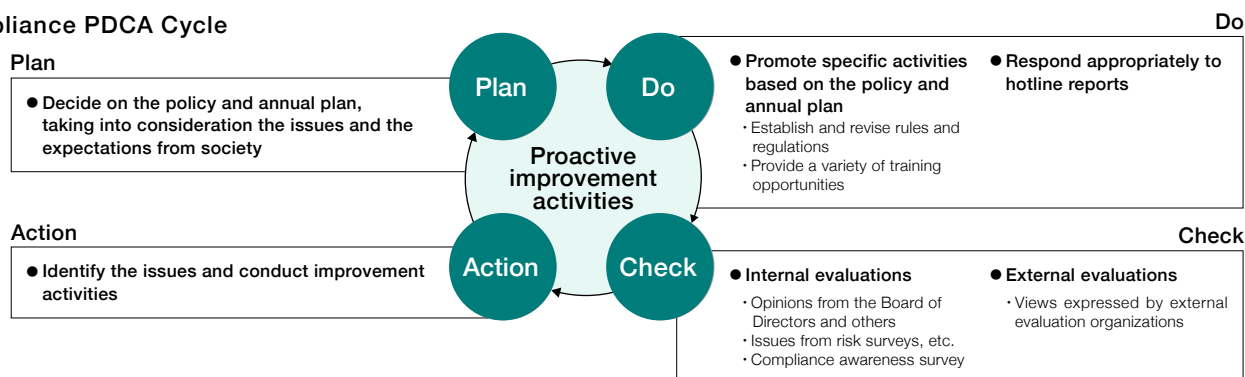 pliance PDCA Cycle
Plan
● Decide on the policy and annual plan,
taking into consideration the issues and the
expectations from society
Action
● Identify the issues and conduct improvement
activities
Plan
Do
Proactive
improvement
activities
Action
Check
Do
● Promote specific activities
based on the policy and
annual plan
・Establish and revise rules and
regulations
・Provide a variety of training
opportunities
● Respond appropriately to
hotline reports
Check
● Internal evaluations
・Opinions from the Board of
Directors and others
・Issues from risk surveys, etc.
・Compliance awareness survey
● External evaluations
・Views expressed by external
evaluation organizations